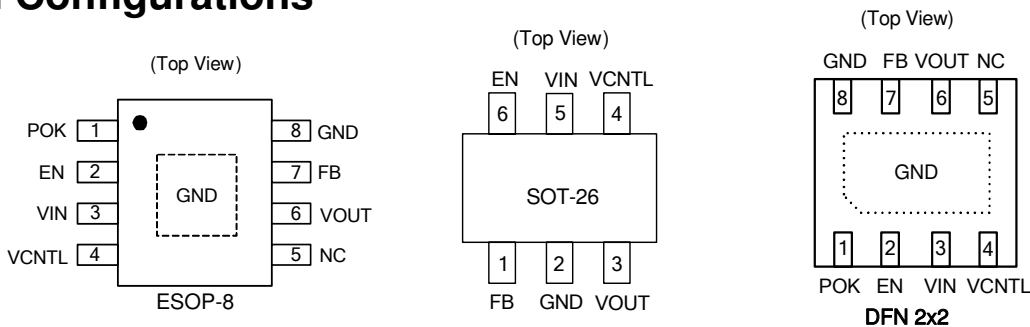 Configurations
(Top View)
POK 1 8 GND
EN 2 7 FB
GND
VIN 3 6 VOUT
VCNTL 4 5 NC
ESOP-8
(Top View)
EN VIN VCNTL
6 5 4
SOT-26
1 2 3
FB GND VOUT
(Top View)
GND FB VOUT NC
8 7 6 5
GND
1 2 3 4
POK EN VIN VCNTL
DFN 2x2